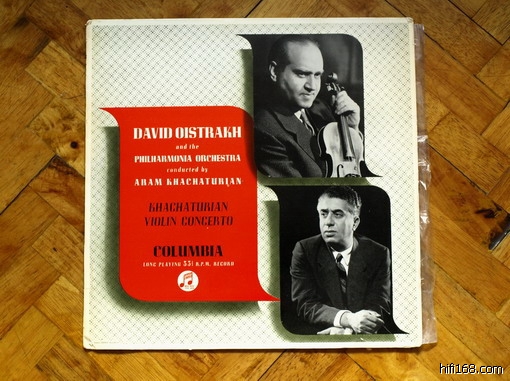 DAVID OISTRAKH
and the
PHILHARMONIA ORCHESTRA
conducted by
ARAM KHACHATURIAN
KHACHATURIAN
VIOLIN CONCERTO
COLUMBIA
LONG PLAYING 33⅓ R.P.M. RECORD
hifi168.com